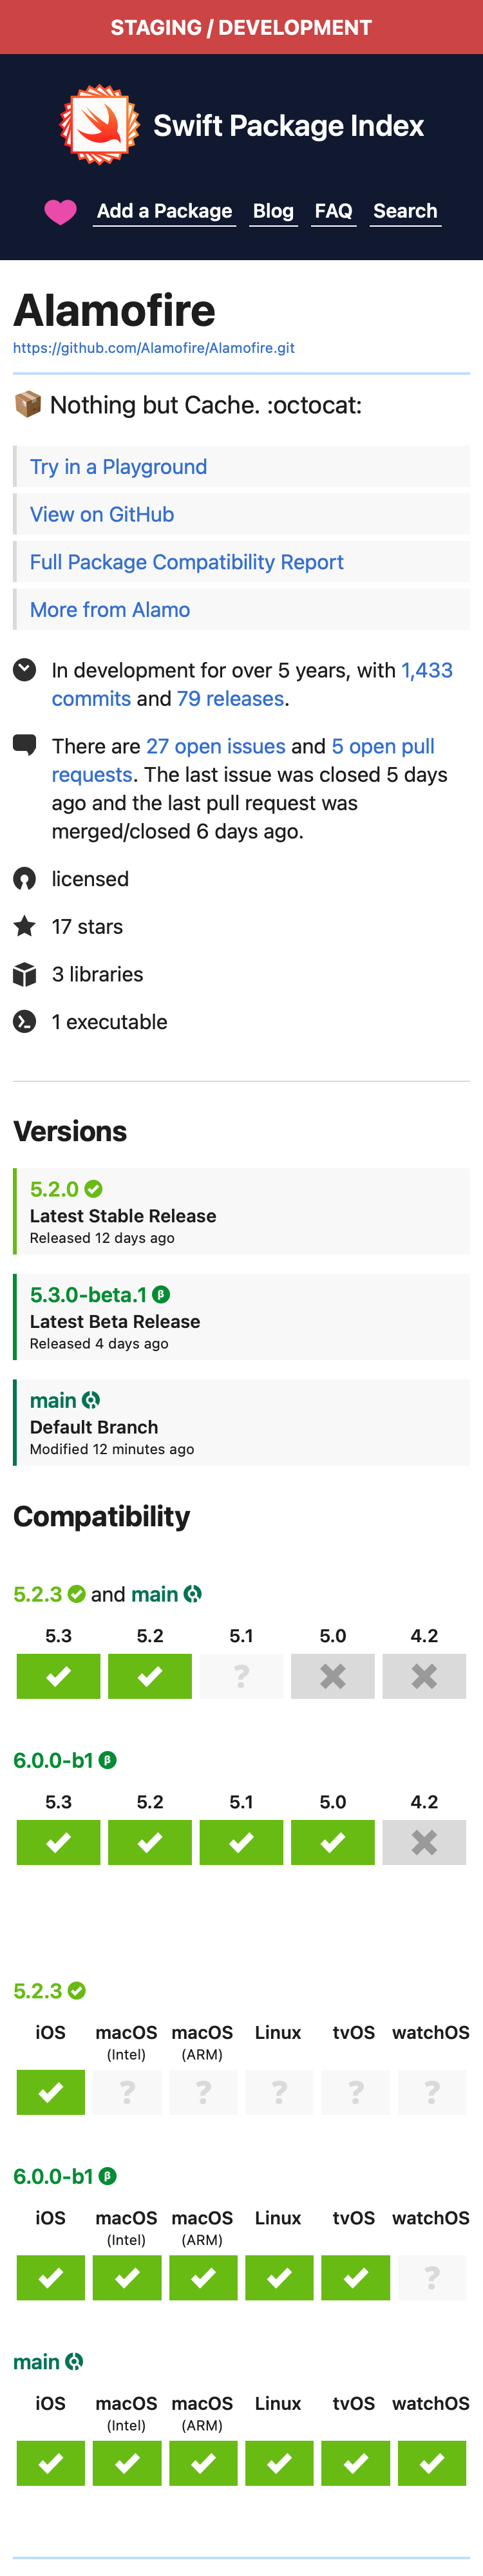 STAGING / DEVELOPMENT
Swift Package Index
Add a Package Blog FAQ Search
Alamofire
https://github.com/Alamofire/Alamofire.git
Nothing but Cache. :octocat:
Try in a Playground
View on GitHub
Full Package Compatibility Report
More from Alamo
In development for over 5 years, with 1,433
commits and 79 releases.
There are 27 open issues and 5 open pull
requests. The last issue was closed 5 days
ago and the last pull request was
merged/closed 6 days ago.
licensed
17 stars
3 libraries
1 executable
Versions
5.2.0
Latest Stable Release
Released 12 days ago
5.3.0-beta.1 β
Latest Beta Release
Released 4 days ago
main
Default Branch
Modified 12 minutes ago
Compatibility
5.2.3 and main
5.3 5.2 5.1 5.0 4.2
?
6.0.0-b1 β
5.3 5.2 5.1 5.0 4.2
5.2.3
iOS macOS macOS Linux tvOS watchOS
(Intel) (ARM)
? ? ? ? ?
6.0.0-b1 β
iOS macOS macOS Linux tvOS watchOS
(Intel) (ARM)
?
main
iOS macOS macOS Linux tvOS watchOS
(Intel) (ARM)